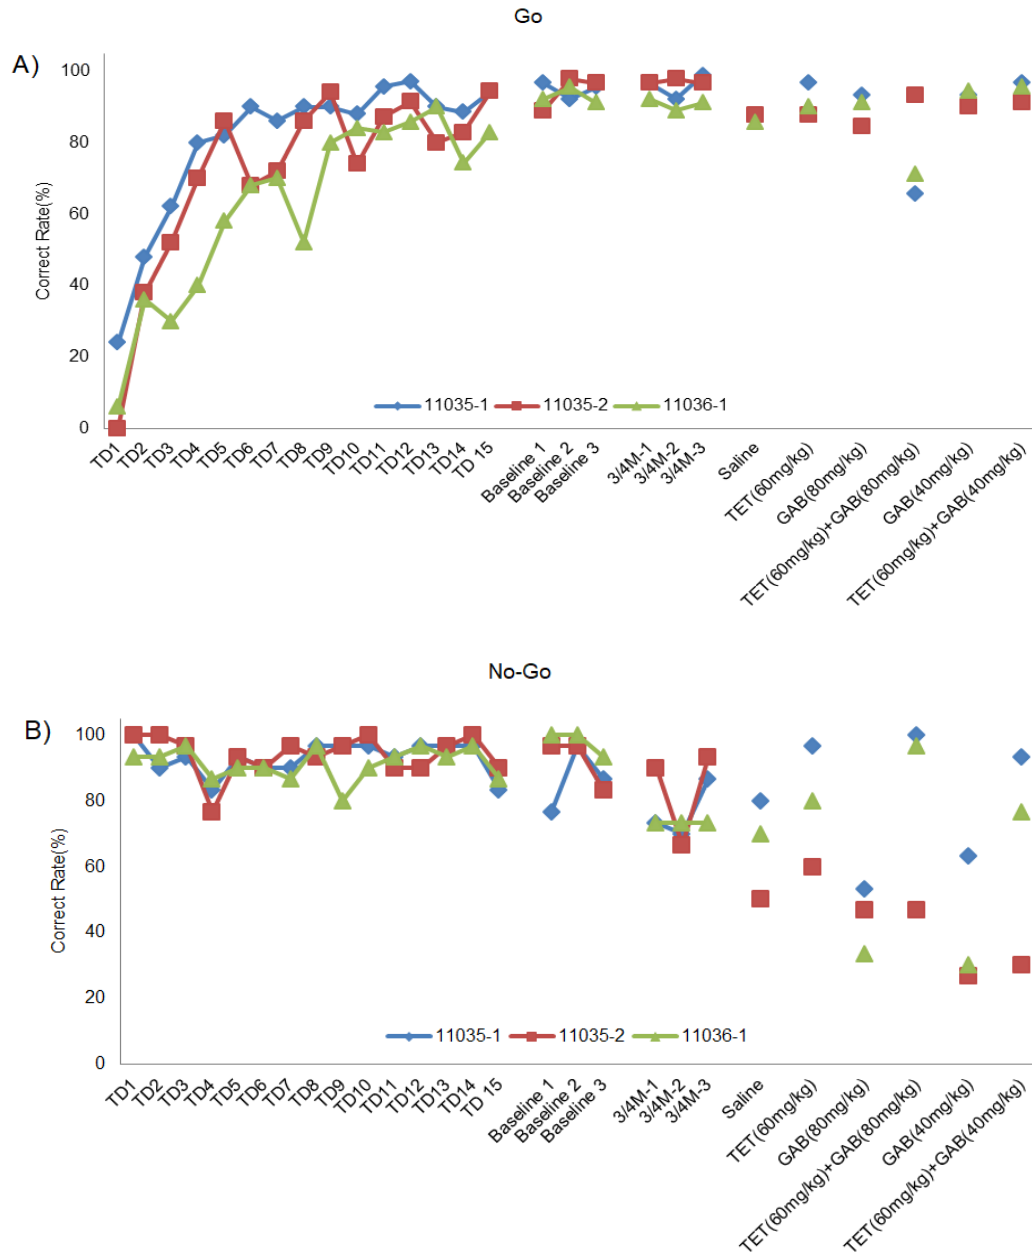 Go
A)
Correct Rate(%)
100
80
60
40
20
0
11035-1 11035-2 11036-1
TD1 TD2 TD3 TD4 TD5 TD6 TD7 TD8 TD9 TD10 TD11 TD12 TD13 TD14 TD 15 Baseline 1 Baseline 2 Baseline 3 3/4M-1 3/4M-2 3/4M-3 Saline TET(60mg/kg) GAB(80mg/kg) TET(60mg/kg)+GAB(80mg/kg) GAB(40mg/kg) TET(60mg/kg)+GAB(40mg/kg)
No-Go
B)
Correct Rate(%)
100
80
60
40
20
0
11035-1 11035-2 11036-1
TD1 TD2 TD3 TD4 TD5 TD6 TD7 TD8 TD9 TD10 TD11 TD12 TD13 TD14 TD 15 Baseline 1 Baseline 2 Baseline 3 3/4M-1 3/4M-2 3/4M-3 Saline TET(60mg/kg) GAB(80mg/kg) TET(60mg/kg)+GAB(80mg/kg) GAB(40mg/kg) TET(60mg/kg)+GAB(40mg/kg)